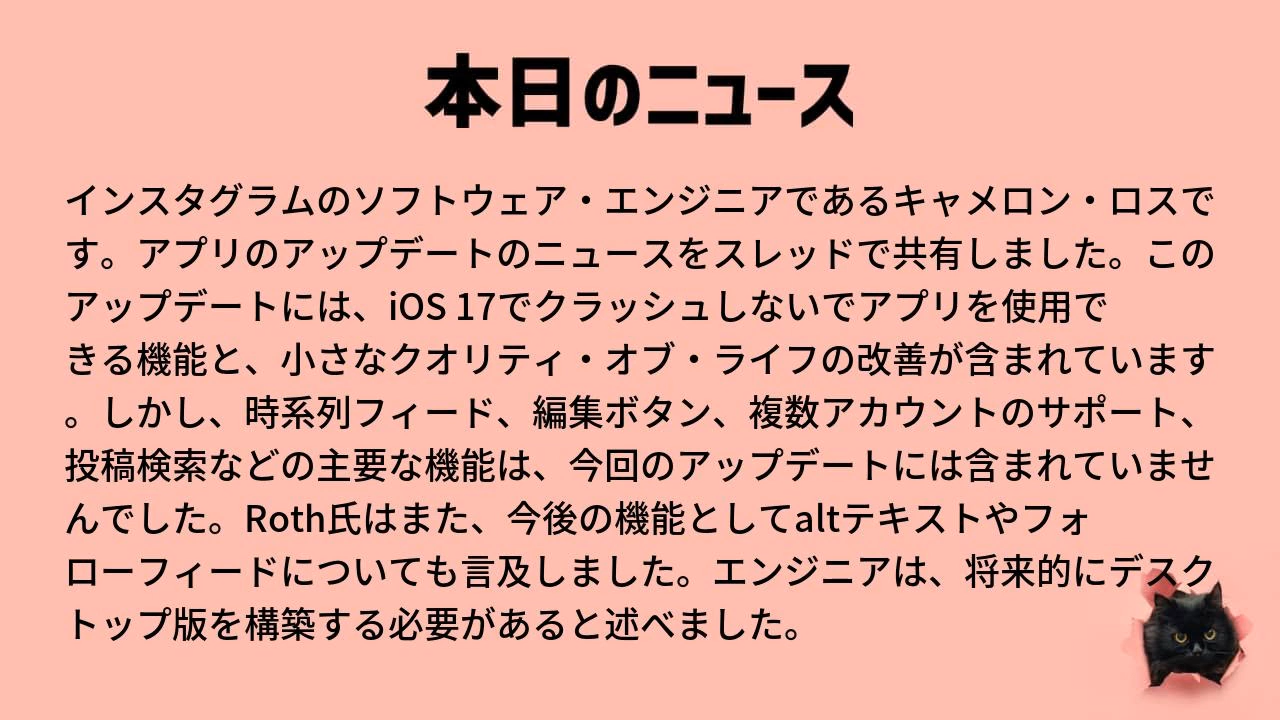 本日のニュース
インスタグラムのソフトウェア・エンジニアであるキャメロン・ロスで
す。アプリのアップデートのニュースをスレッドで共有しました。この
アップデートには、iOS 17でクラッシュしないでアプリを使用で
きる機能と、小さなクオリティ・オブ・ライフの改善が含まれています
。しかし、時系列フィード、編集ボタン、複数アカウントのサポート、
投稿検索などの主要な機能は、今回のアップデートには含まれていませ
んでした。Roth氏はまた、今後の機能としてaltテキストやフォ
ローフィードについても言及しました。エンジニアは、将来的にデスク
トップ版を構築する必要があると述べました。